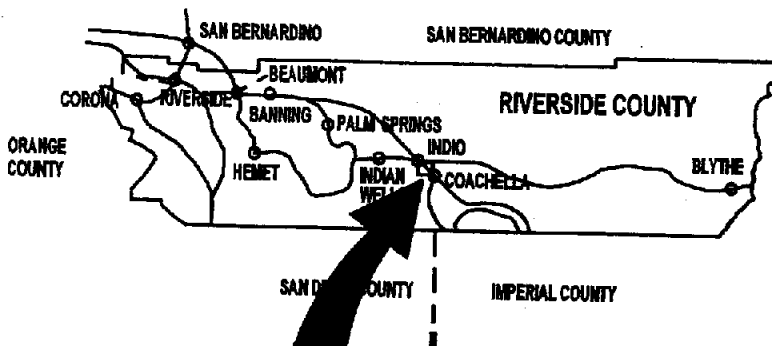 SAN BERNARDINO
SAN BERNARDINO COUNTY
BEAUMONT
CORONA
RIVERSIDE
BANNING
RIVERSIDE COUNTY
PALM SPRINGS
ORANGE
COUNTY
HEMET
INDIO
INDIAN
COACHELLA
BLYTHE
SAN
COUNTY
IMPERIAL COUNTY